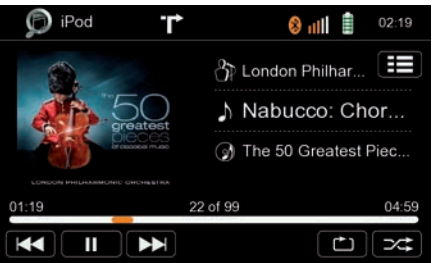 iPod
02:19
London Philhar...
Nabucco: Chor...
The 50 Greatest Piec...
the 50
greatest
pieces
of classical music
LONDON PHILHARMONIC ORCHESTRA
01:19
22 of 99
04:59